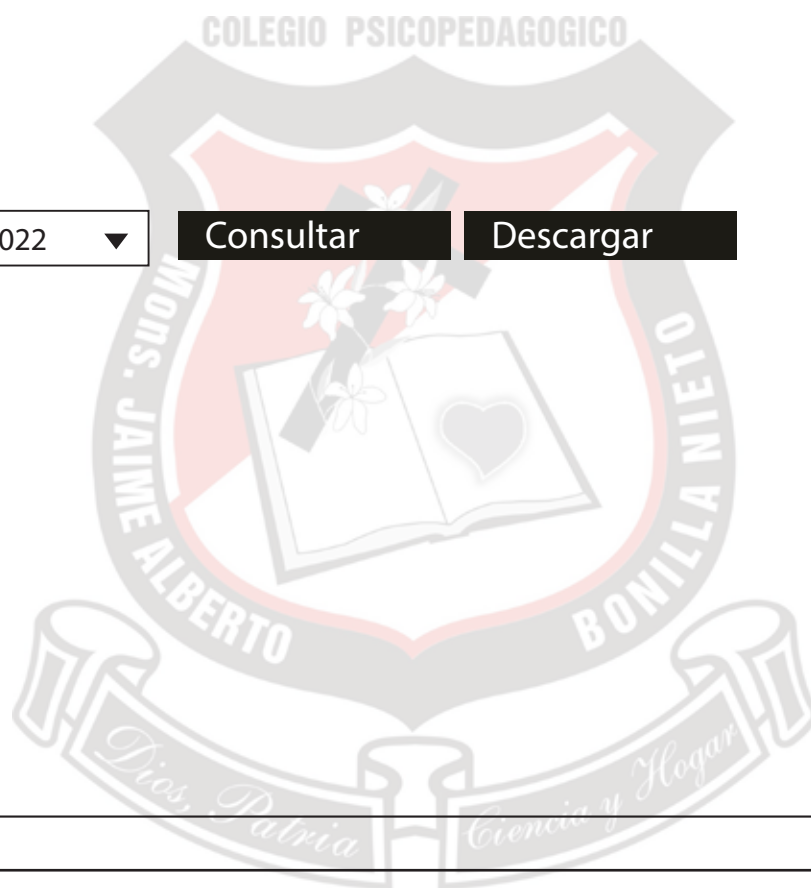 COLEGIO PSICOPEDAGOGICO
022 Consultar Descargar
Mons. JAIME ALBERTO BONILLA NIETO
Dios, Patria Ciencia y Hogar